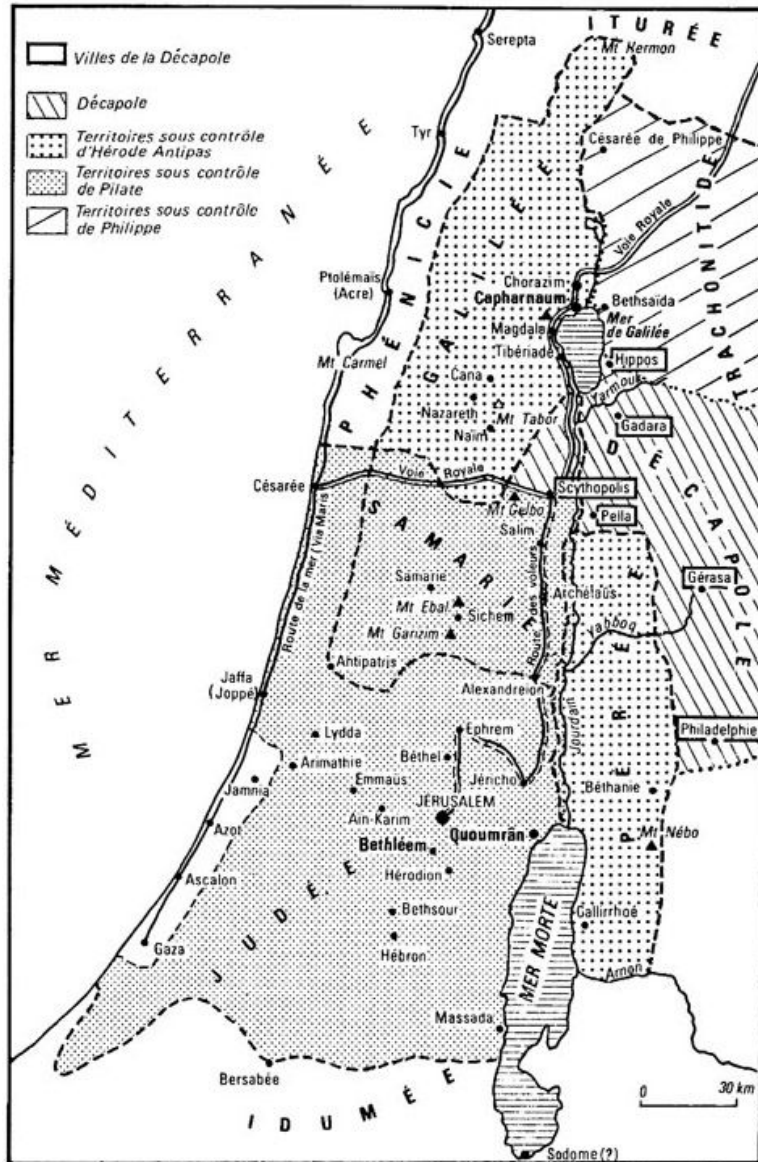 Villes de la Décapole
Décapole
Territoires sous contrôle
d'Hérode Antipas
Territoires sous contrôle
de Pilate
Territoires sous contrôle
de Philippe
ITURÉE
Mt Hermon
Serepta
Tyr
Césarée de Philippe
MER MÉDITERRANÉE
PHÉNICIE
GALILÉE
TRACHONITIDE
Voie Royale
Ptolémaïs
(Acre)
Chorazim
Capharnaum
Bethsaïda
Magdala
Mer
de Galilée
Tibériade
Mt Carmel
Hippos
Cana
Yarmouk
Nazareth
Mt Tabor
Gadara
Naïm
DÉCAPOLE
Voie Royale
Césarée
Scythopolis
Mt Gelbo
Pella
Salim
SAMARIE
Route de la mer (Via Maris)
Route des voleurs
Samarie
Archélaüs
Gérasa
Mt Ebal
Sichem
Mt Garizim
Yabboq
Antipatris
Alexandreion
Jaffa
(Joppé)
Jourdain
PÉRÉE
Lydda
Ephrem
Philadelphie
Arimathie
Béthel
Jamnia
Emmaus
Jéricho
Béthanie
JÉRUSALEM
Ain-Karim
Azot
Bethléem
Quoumrân
Mt Nébo
Hérodion
Ascalon
JUDÉE
Bethsour
Callirrhoé
Gaza
Hébron
MER MORTE
Arnon
Massada
Bersabée
IDUMÉE
0 30 km
Sodome (?)